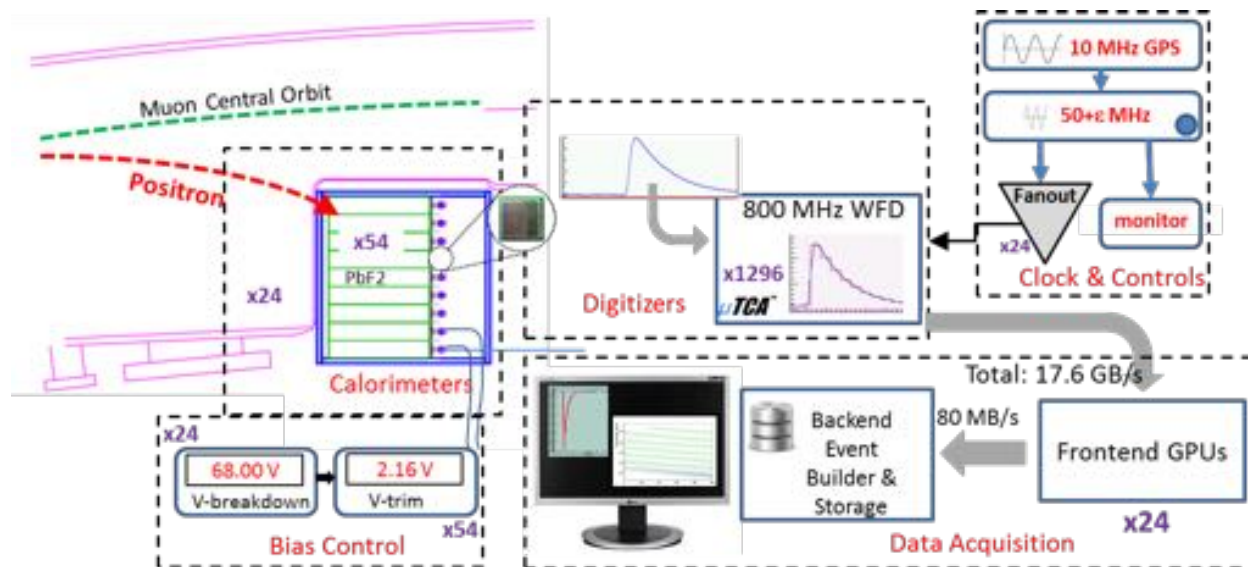 Muon Central Orbit
Positron
x54
PbF2
x24
Calorimeters
x24
68.00 V
V-breakdown
2.16 V
V-trim
x54
Bias Control
800 MHz WFD
x1296
μTCA
Digitizers
10 MHz GPS
50+ε MHz
Fanout
x24
monitor
Clock & Controls
Total: 17.6 GB/s
Backend
Event
Builder &
Storage
80 MB/s
Frontend GPUs
x24
Data Acquisition